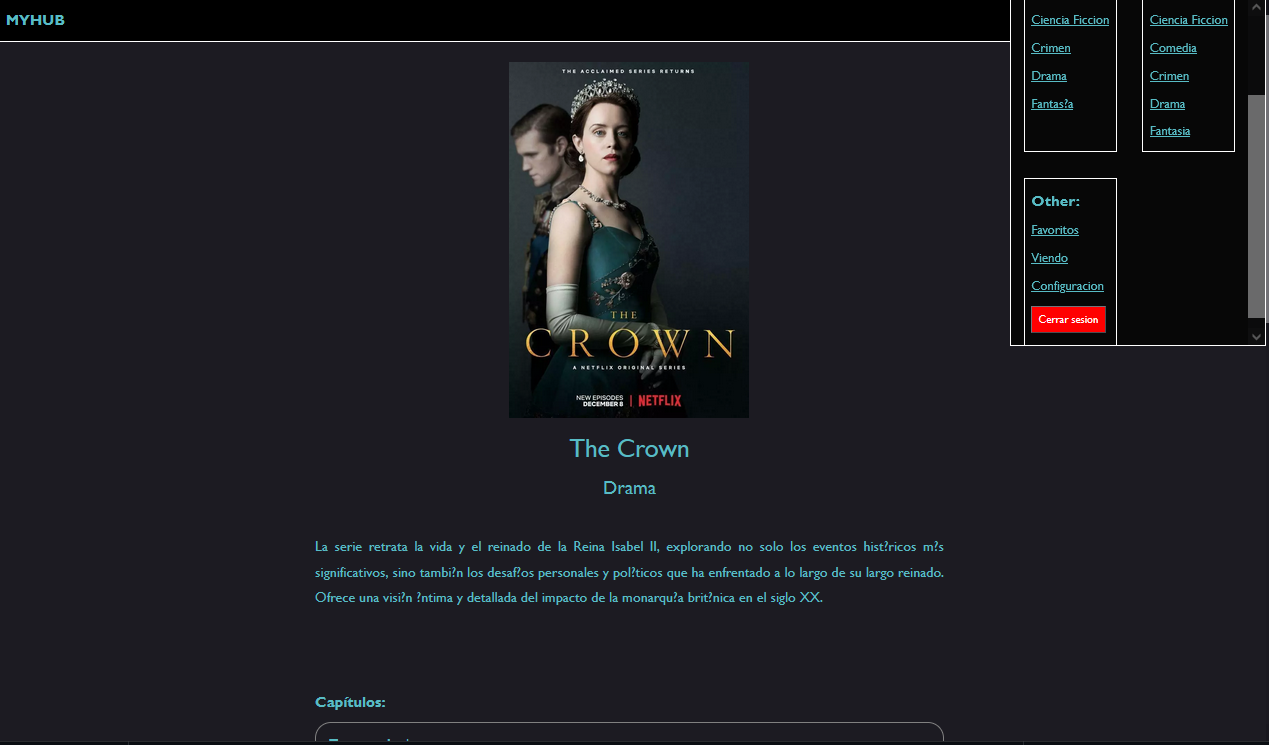 MYHUB
Ciencia Ficcion
Crimen
Drama
Fantas?a
Ciencia Ficcion
Comedia
Crimen
Drama
Fantasia
Other:
Favoritos
Viendo
Configuracion
Cerrar sesion
THE ACCLAIMED SERIES RETURNS
THE
CROWN
A NETFLIX ORIGINAL SERIES
NEW EPISODES
DECEMBER 8
NETFLIX
The Crown
Drama
La serie retrata la vida y el reinado de la Reina Isabel II, explorando no solo los eventos hist?ricos m?s
significativos, sino tambi?n los desaf?os personales y pol?ticos que ha enfrentado a lo largo de su largo reinado.
Ofrece una visi?n ?ntima y detallada del impacto de la monarqu?a brit?nica en el siglo XX.
Capítulos: